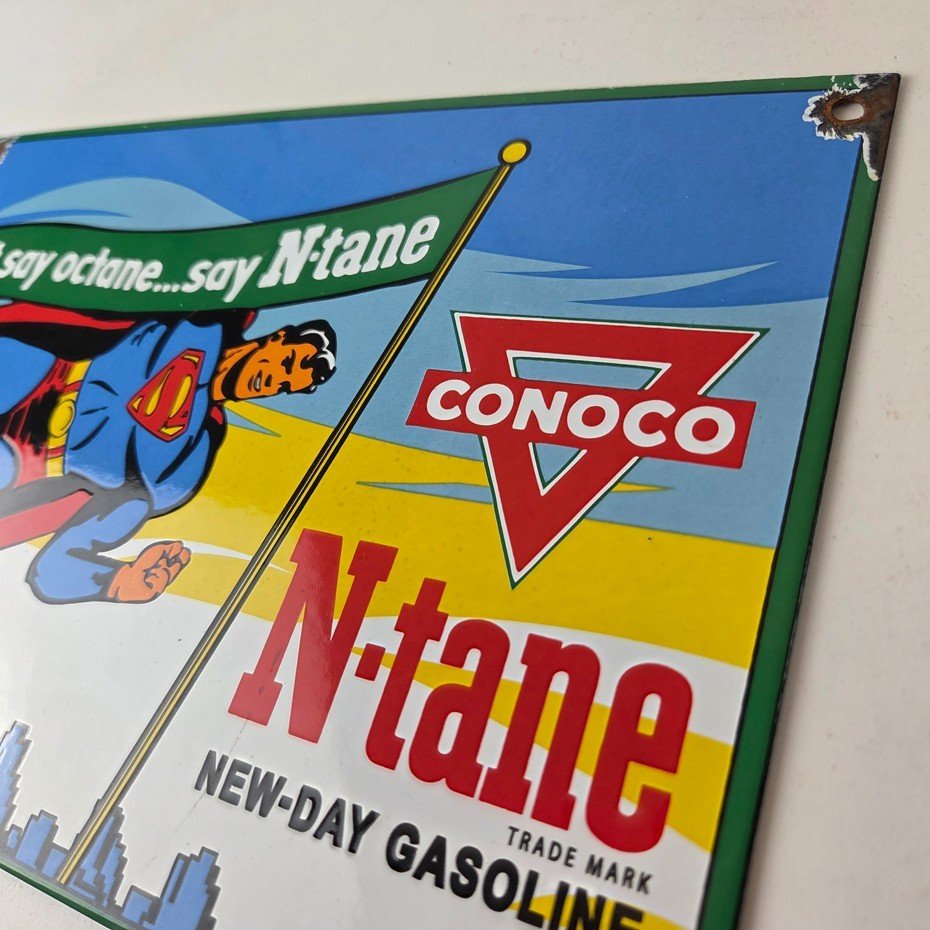 say octane...say N-tane
S
CONOCO
N-tane
TRADE MARK
NEW-DAY GASOLINE